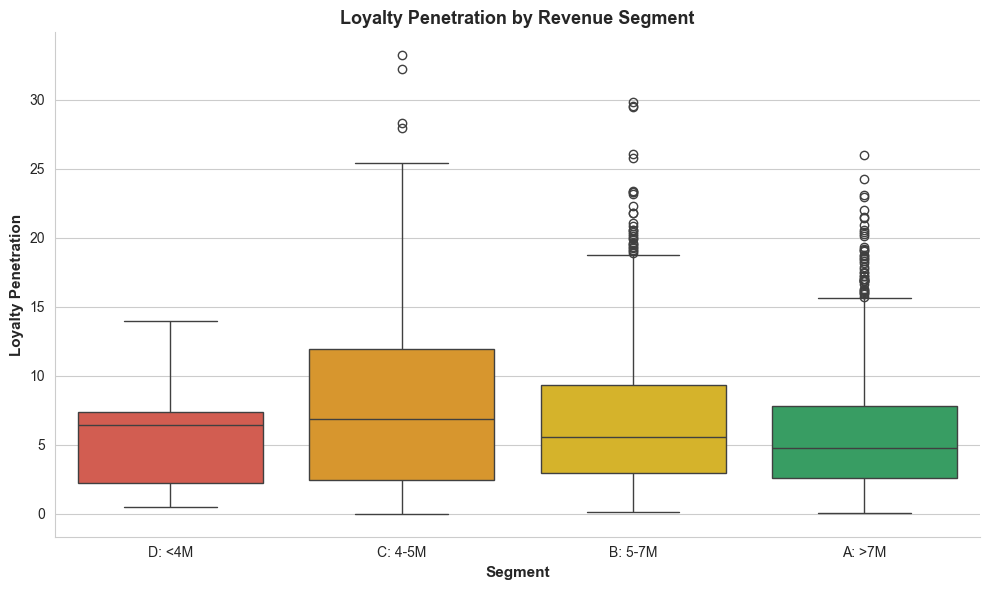 Loyalty Penetration by Revenue Segment
Loyalty Penetration
30
25
20
15
10
5
0
D: <4M
C: 4-5M
B: 5-7M
A: >7M
Segment